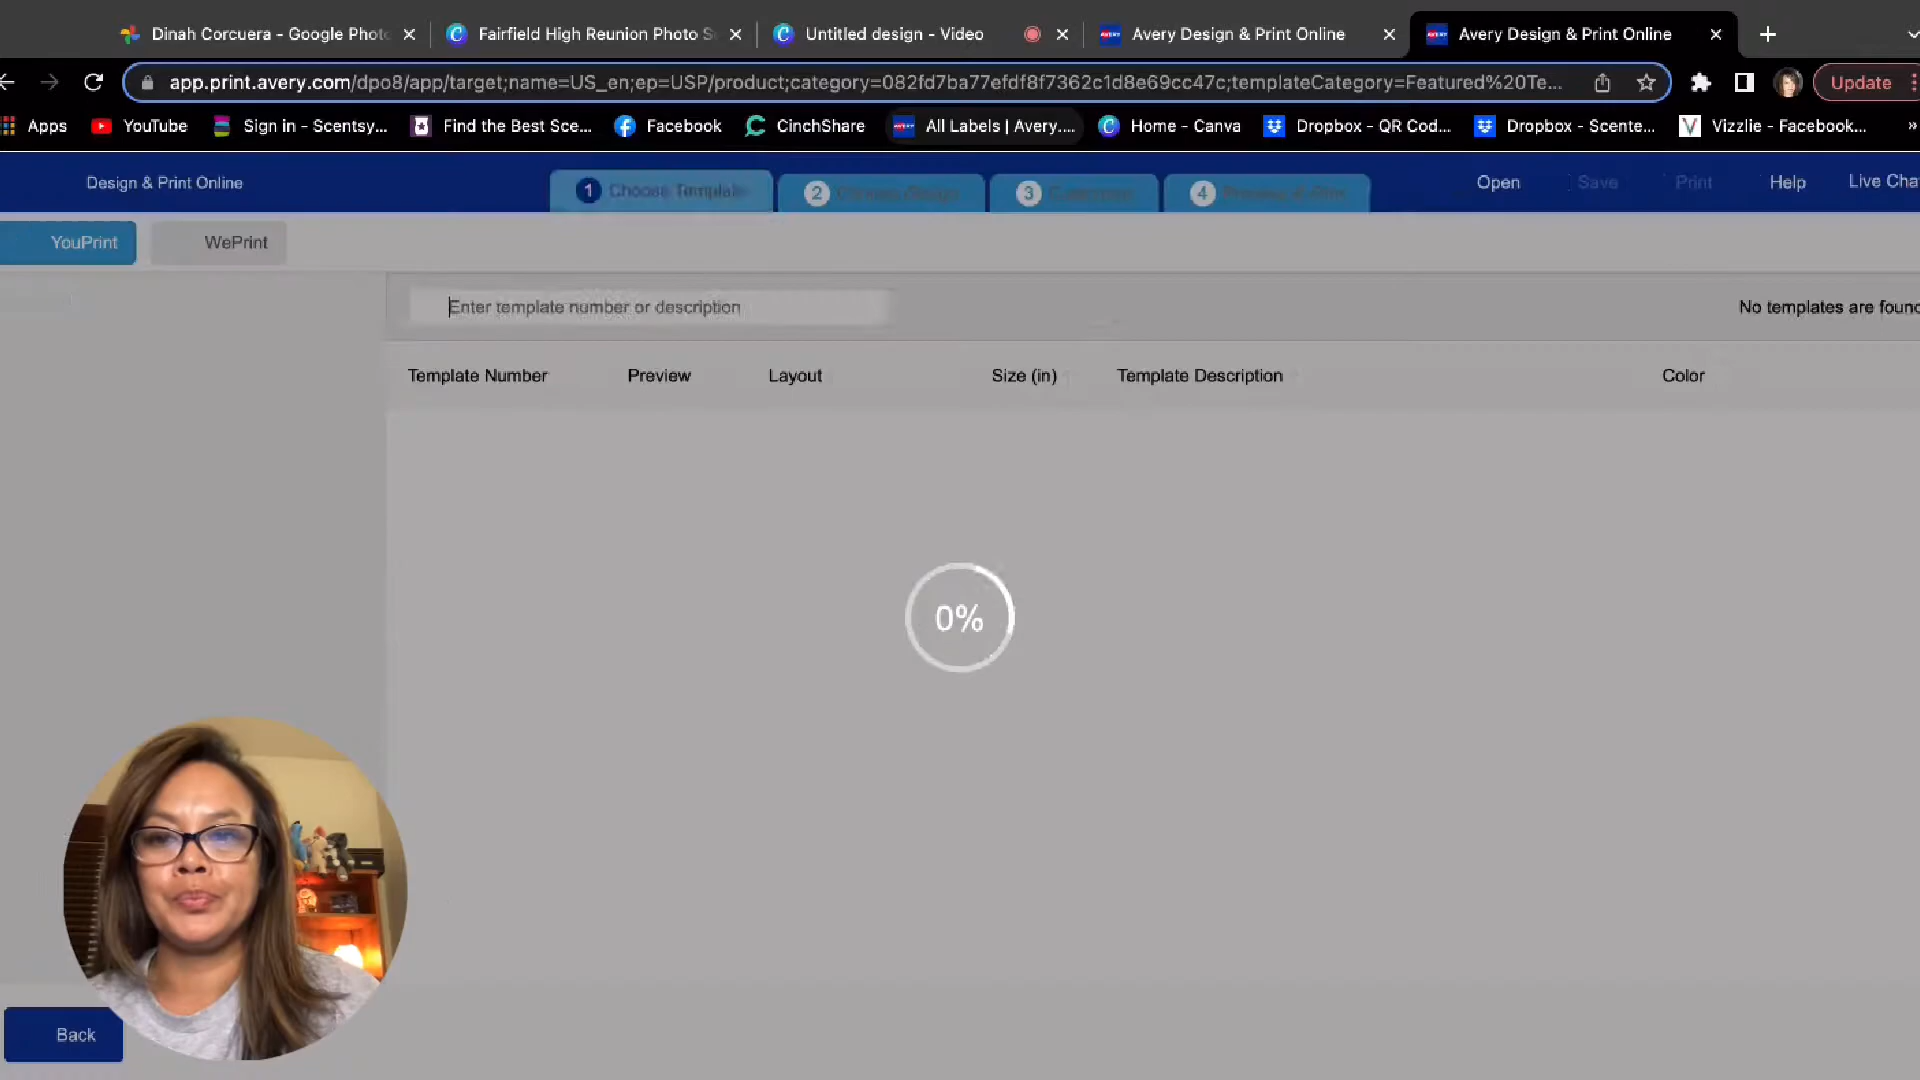 Dinah Corcuera - Google Phot
Fairfield High Reunion Photo S
Untitled design - Video
Avery Design & Print Online
Avery Design & Print Online
app.print.avery.com/dpo8/app/target;name=US_en;ep=USP/product;category=082fd7ba77efdf8f7362c1d8e69cc47c;templateCategory=Featured%20Te...
Update
Apps
YouTube
Sign in - Scentsy...
Find the Best Sce...
Facebook
CinchShare
All Labels | Avery....
Home - Canva
Dropbox - QR Cod...
Dropbox - Scente...
Vizzlie - Facebook...
»
Design & Print Online
1 Choose Template
2
3
4
Open
Save
Print
Help
Live Cha
YouPrint
WePrint
Enter template number or description
No templates are found
Template Number
Preview
Layout
Size (in)
Template Description
Color
0%
Back